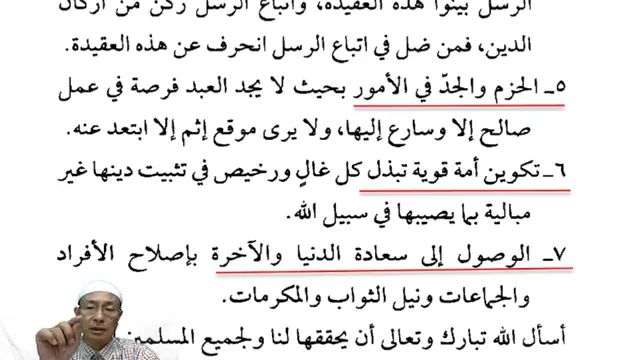 الرسل بينوا هذه العقيدة، واتباع الرسل ركن من أركان
الدين، فمن ضل في اتباع الرسل انحرف عن هذه العقيدة.
٥ـ الحزم والجدّ في الأمور بحيث لا يجد العبد فرصة في عمل
صالح إلا وسارع إليها، ولا يرى موقع إثم إلا ابتعد عنه.
٦ـ تكوين أمة قوية تبذل كل غالٍ ورخيص في تثبيت دينها غير
مبالية بما يصيبها في سبيل الله.
٧ـ الوصول إلى سعادة الدنيا والآخرة بإصلاح الأفراد
والجماعات ونيل الثواب والمكرمات.
أسأل الله تبارك وتعالى أن يحققها لنا ولجميع المسلمين